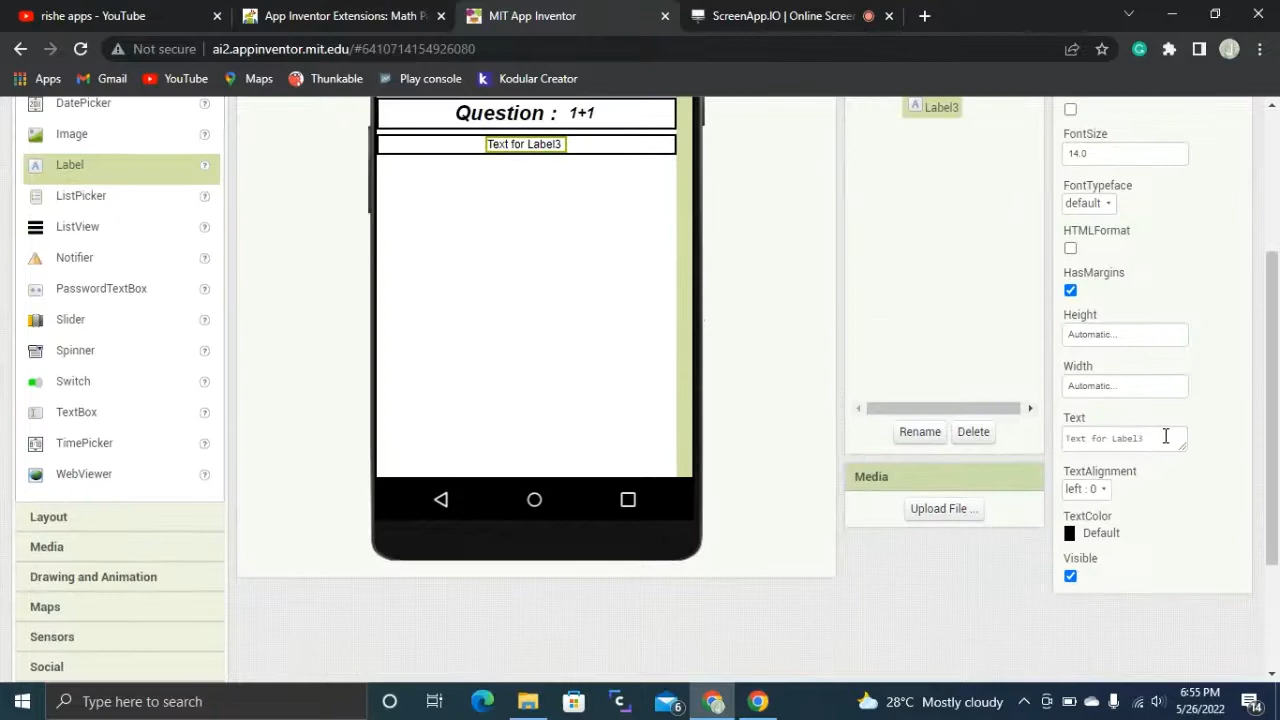 rishe apps - YouTube
App Inventor Extensions: Math P
MIT App Inventor
ScreenApp.IO | Online Screen
Not secure
ai2.appinventor.mit.edu/#6410714154926080
Apps
Gmail
YouTube
Maps
Thunkable
Play console
Kodular Creator
DatePicker
Image
Label
ListPicker
ListView
Notifier
PasswordTextBox
Slider
Spinner
Switch
TextBox
TimePicker
WebViewer
Layout
Media
Drawing and Animation
Maps
Sensors
Social
Question : 1+1
Text for Label3
Label3
Rename
Delete
Media
Upload File ...
FontSize
14.0
FontTypeface
default
HTMLFormat
HasMargins
Height
Automatic...
Width
Automatic...
Text
Text for Label3
TextAlignment
left : 0
TextColor
Default
Visible
Type here to search
6
28°C Mostly cloudy
6:55 PM
5/26/2022
14